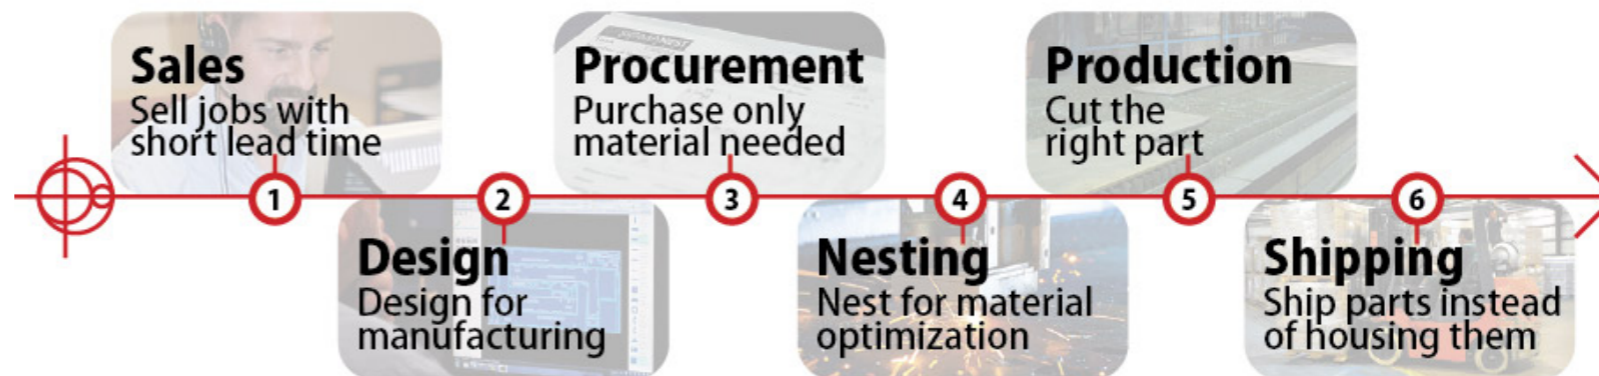 Sales
Sell jobs with
short lead time
1
2
Design
Design for
manufacturing
Procurement
Purchase only
material needed
3
4
Nesting
Nest for material
optimization
Production
Cut the
right part
5
6
Shipping
Ship parts instead
of housing them